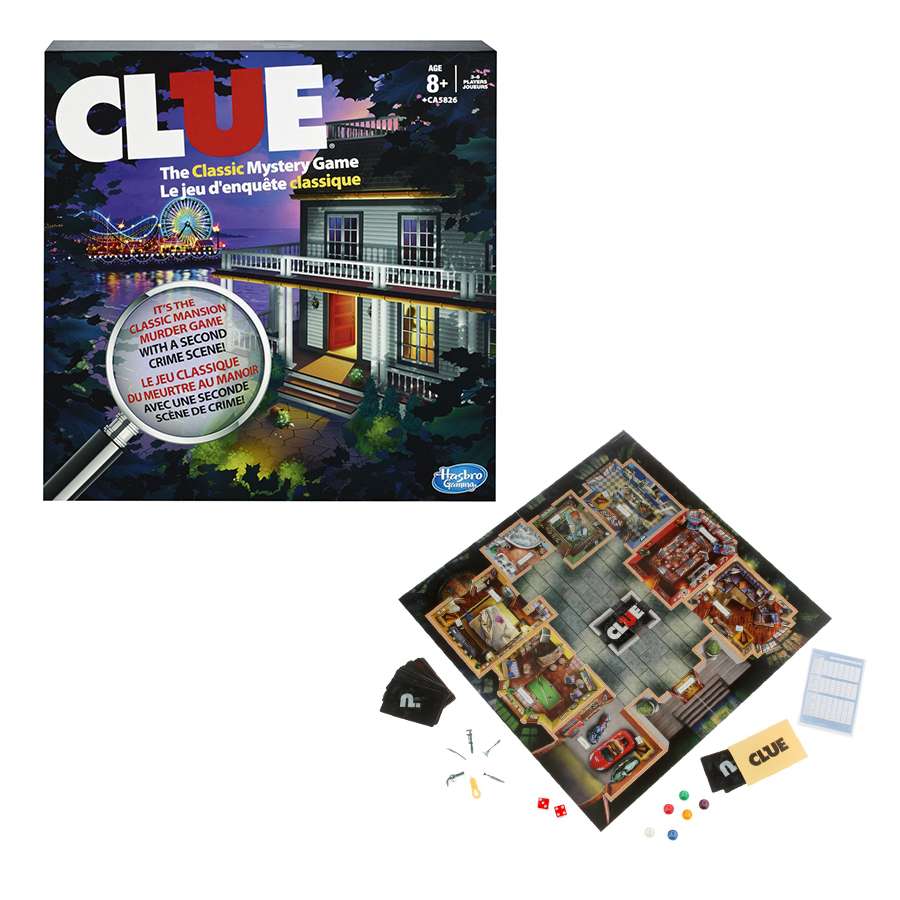 CLUE
AGE
8+
2-6
PLAYERS
JOUEURS
+CA5826
The Classic Mystery Game
Le jeu d'enquête classique
IT'S THE
CLASSIC MANSION
MURDER GAME
WITH A SECOND
CRIME SCENE!
LE JEU CLASSIQUE
DU MEURTRE AU MANOIR
AVEC UNE SECONDE
SCÈNE DE CRIME!
Hasbro
Gaming
CLUE
CLUE